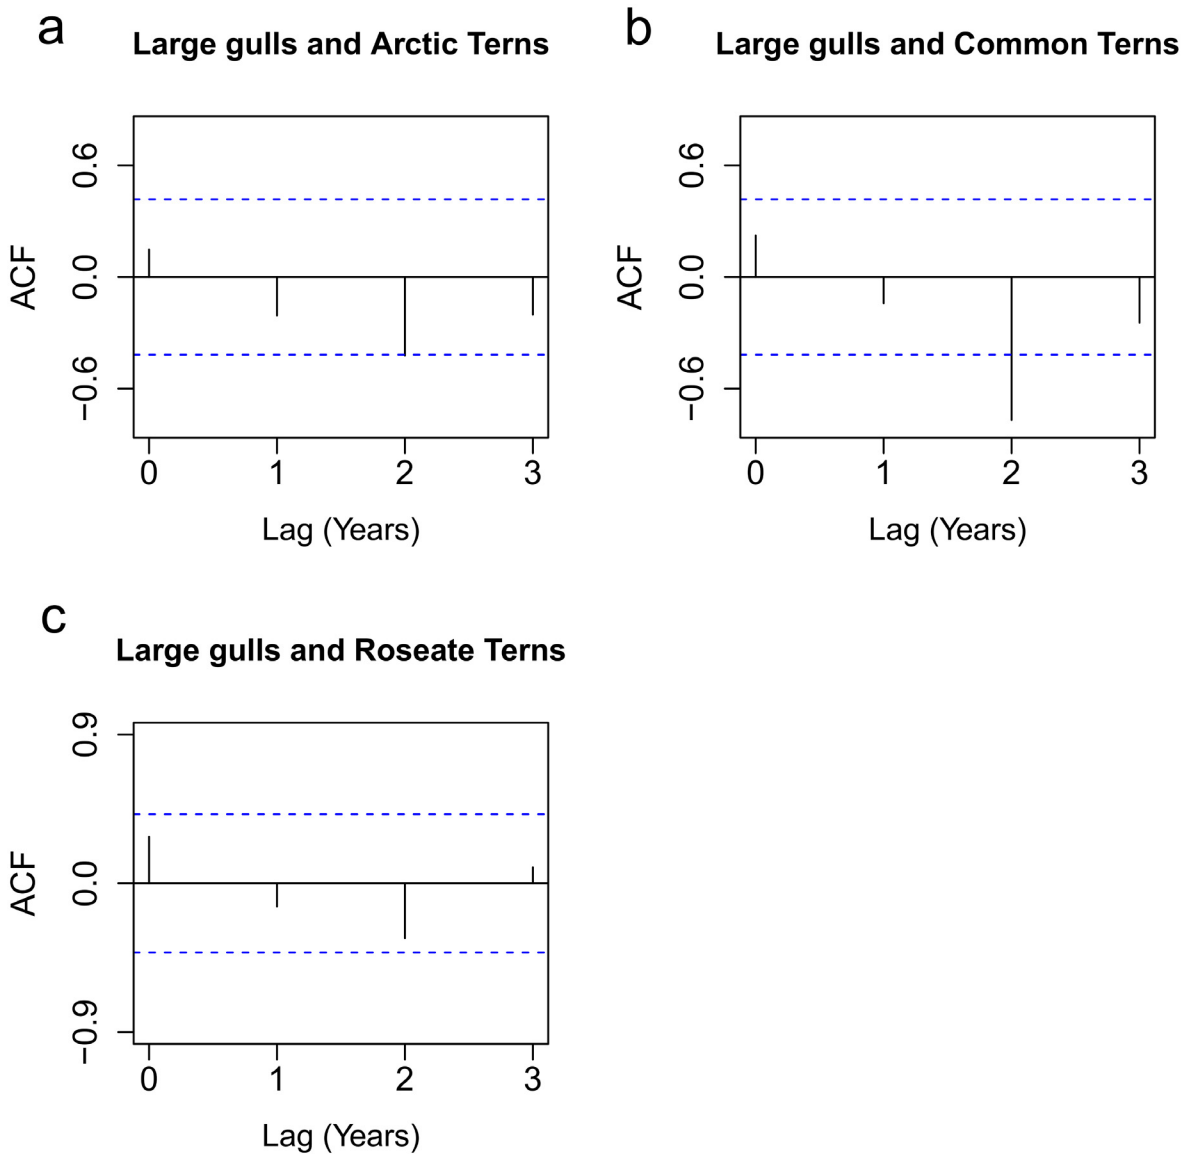 a
Large gulls and Arctic Terns
ACF
0.6
0.0
−0.6
0 1 2 3
Lag (Years)
b
Large gulls and Common Terns
ACF
0.6
0.0
−0.6
0 1 2 3
Lag (Years)
c
Large gulls and Roseate Terns
ACF
0.9
0.0
−0.9
0 1 2 3
Lag (Years)